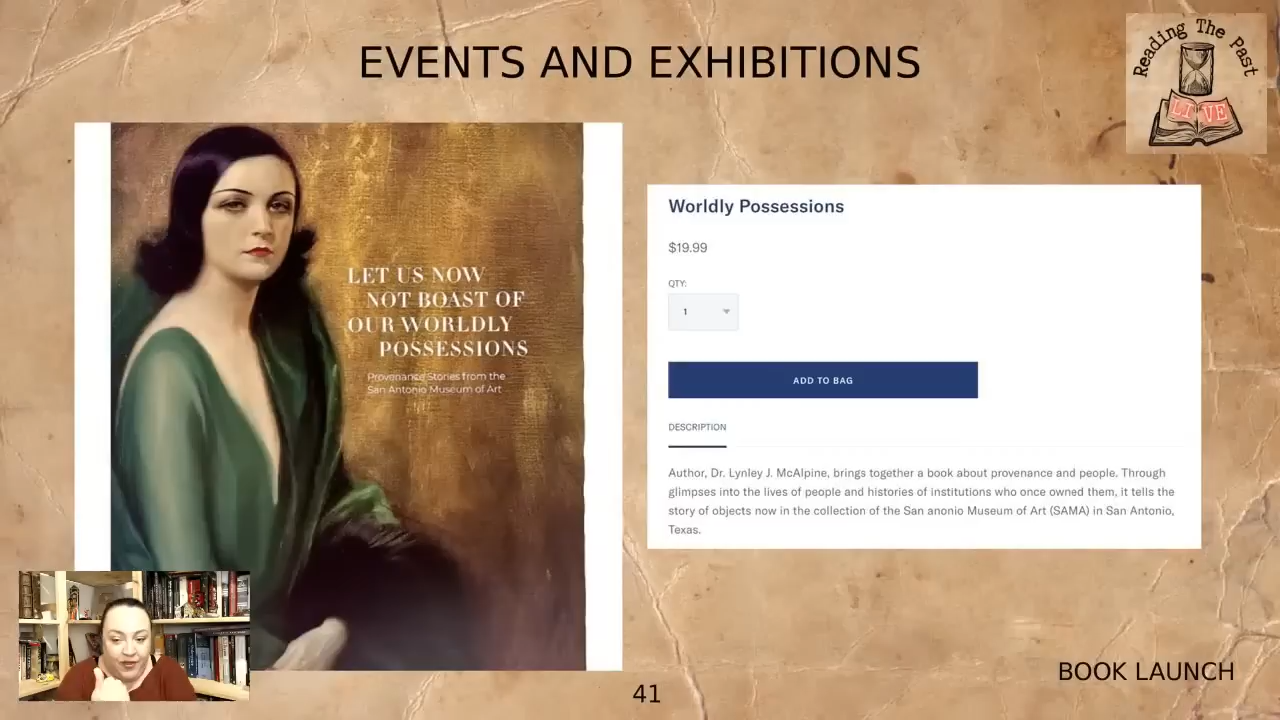 EVENTS AND EXHIBITIONS
Reading The Past
LIVE
LET US NOW
NOT BOAST OF
OUR WORLDLY
POSSESSIONS
Provenance Stories from the
San Antonio Museum of Art
Worldly Possessions
$19.99
QTY:
1
ADD TO BAG
DESCRIPTION
Author, Dr. Lynley J. McAlpine, brings together a book about provenance and people. Through
glimpses into the lives of people and histories of institutions who once owned them, it tells the
story of objects now in the collection of the San anonio Museum of Art (SAMA) in San Antonio,
Texas.
BOOK LAUNCH
41